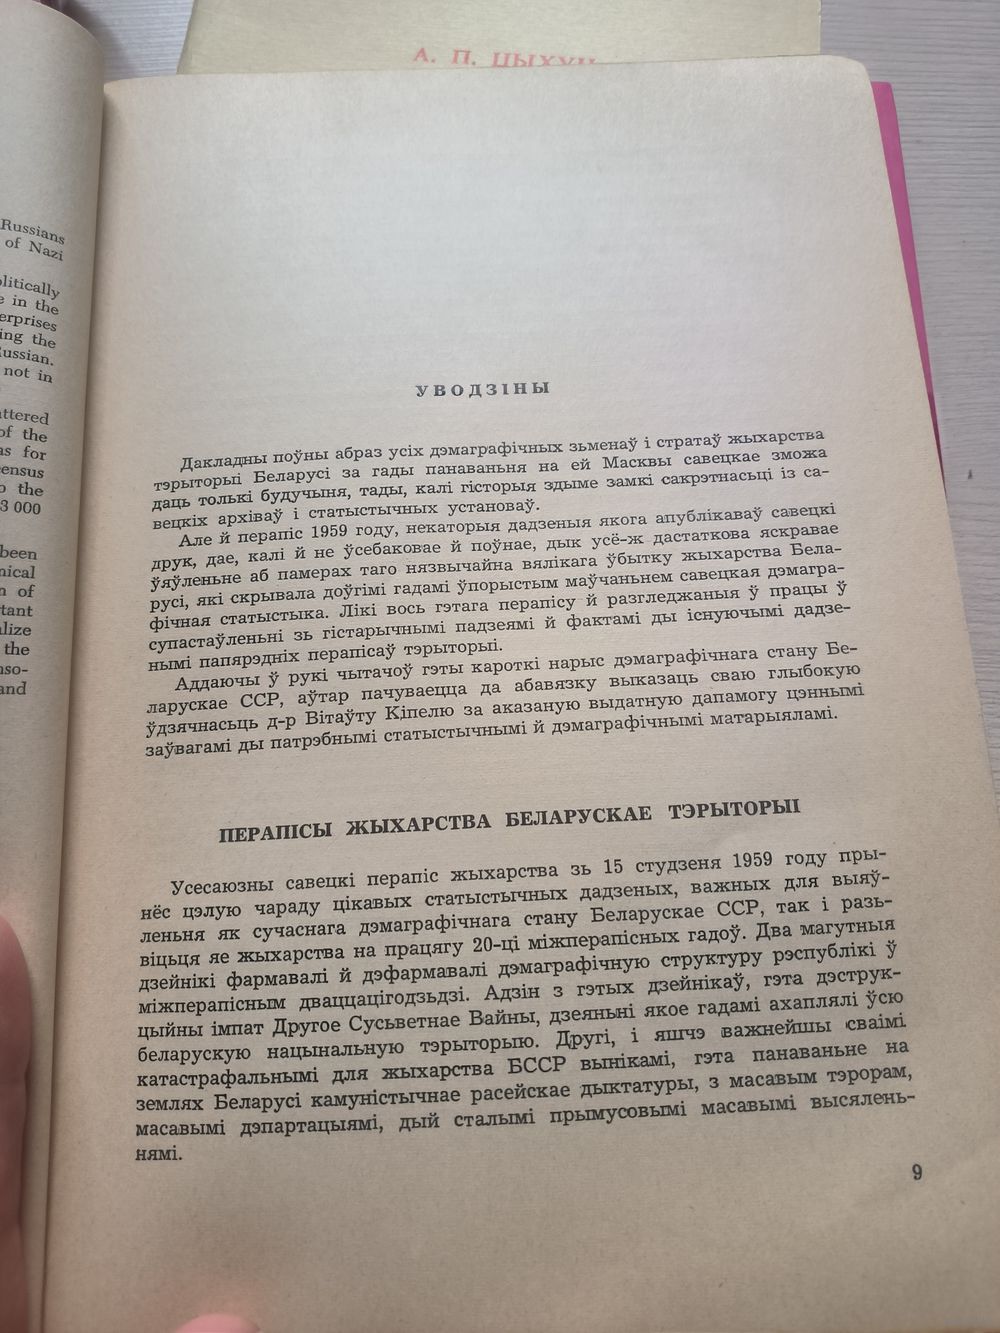 А. П. ЦЫХУН
Russians
of Nazi
olitically
e in the
erprises
ing the
ussian.
not in
attered
of the
as for
census
o the
3 000
been
nical
n of
rtant
alize
the
nso-
and
УВОДЗІНЫ
Дакладны поўны абраз усіх дэмаграфічных зьменаў і стратаў жыхарства
тэрыторыі Беларусі за гады панаваньня на ей Масквы савецкае зможа
даць толькі будучыня, тады, калі гісторыя здыме замкі сакрэтнасьці із са-
вецкіх архіваў і статыстычных установаў.
Але й перапіс 1959 году, некаторыя дадзеныя якога апублікаваў савецкі
друк, дае, калі й не ўсебаковае й поўнае, дык усё-ж дастаткова яскравае
ўяўленьне аб памерах таго нязвычайна вялікага ўбытку жыхарства Бела-
русі, які скрывала доўгімі гадамі ўпорыстым маўчаньнем савецкая дэмагра-
фічная статыстыка. Лікі вось гэтага перапісу й разгледжаныя ў працы ў
супастаўленьні зь гістарычнымі падзеямі й фактамі ды існуючымі дадзе-
нымі папярэдніх перапісаў тэрыторыі.
Аддаючы ў рукі чытачоў гэты кароткі нарыс дэмаграфічнага стану Бе-
ларускае ССР, аўтар пачуваецца да абавязку выказаць сваю глыбокую
ўдзячнасьць д-р Вітаўту Кіпелю за аказаную выдатную дапамогу цэннымі
заўвагамі ды патрэбнымі статыстычнымі й дэмаграфічнымі матарыяламі.
ПЕРАПІСЫ ЖЫХАРСТВА БЕЛАРУСКАЕ ТЭРЫТОРЫІ
Усесаюзны савецкі перапіс жыхарства зь 15 студзеня 1959 году пры-
нёс цэлую чараду цікавых статыстычных дадзеных, важных для выяў-
леньня як сучаснага дэмаграфічнага стану Беларускае ССР, так і разь-
віцьця яе жыхарства на працягу 20-ці міжперапісных гадоў. Два магутныя
дзейнікі фармавалі й дэфармавалі дэмаграфічную структуру рэспублікі ў
міжперапісным дваццацігодзьдзі. Адзін з гэтых дзейнікаў, гэта дэструк-
цыйны імпат Другое Сусьветнае Вайны, дзеяньні якое гадамі ахаплялі ўсю
беларускую нацынальную тэрыторыю. Другі, і яшчэ важнейшы сваімі
катастрафальнымі для жыхарства БССР вынікамі, гэта панаваньне на
землях Беларусі камуністычнае расейскае дыктатуры, з масавым тэрорам,
масавымі дэпартацыямі, дый сталымі прымусовымі масавымі высялень-
нямі.
9